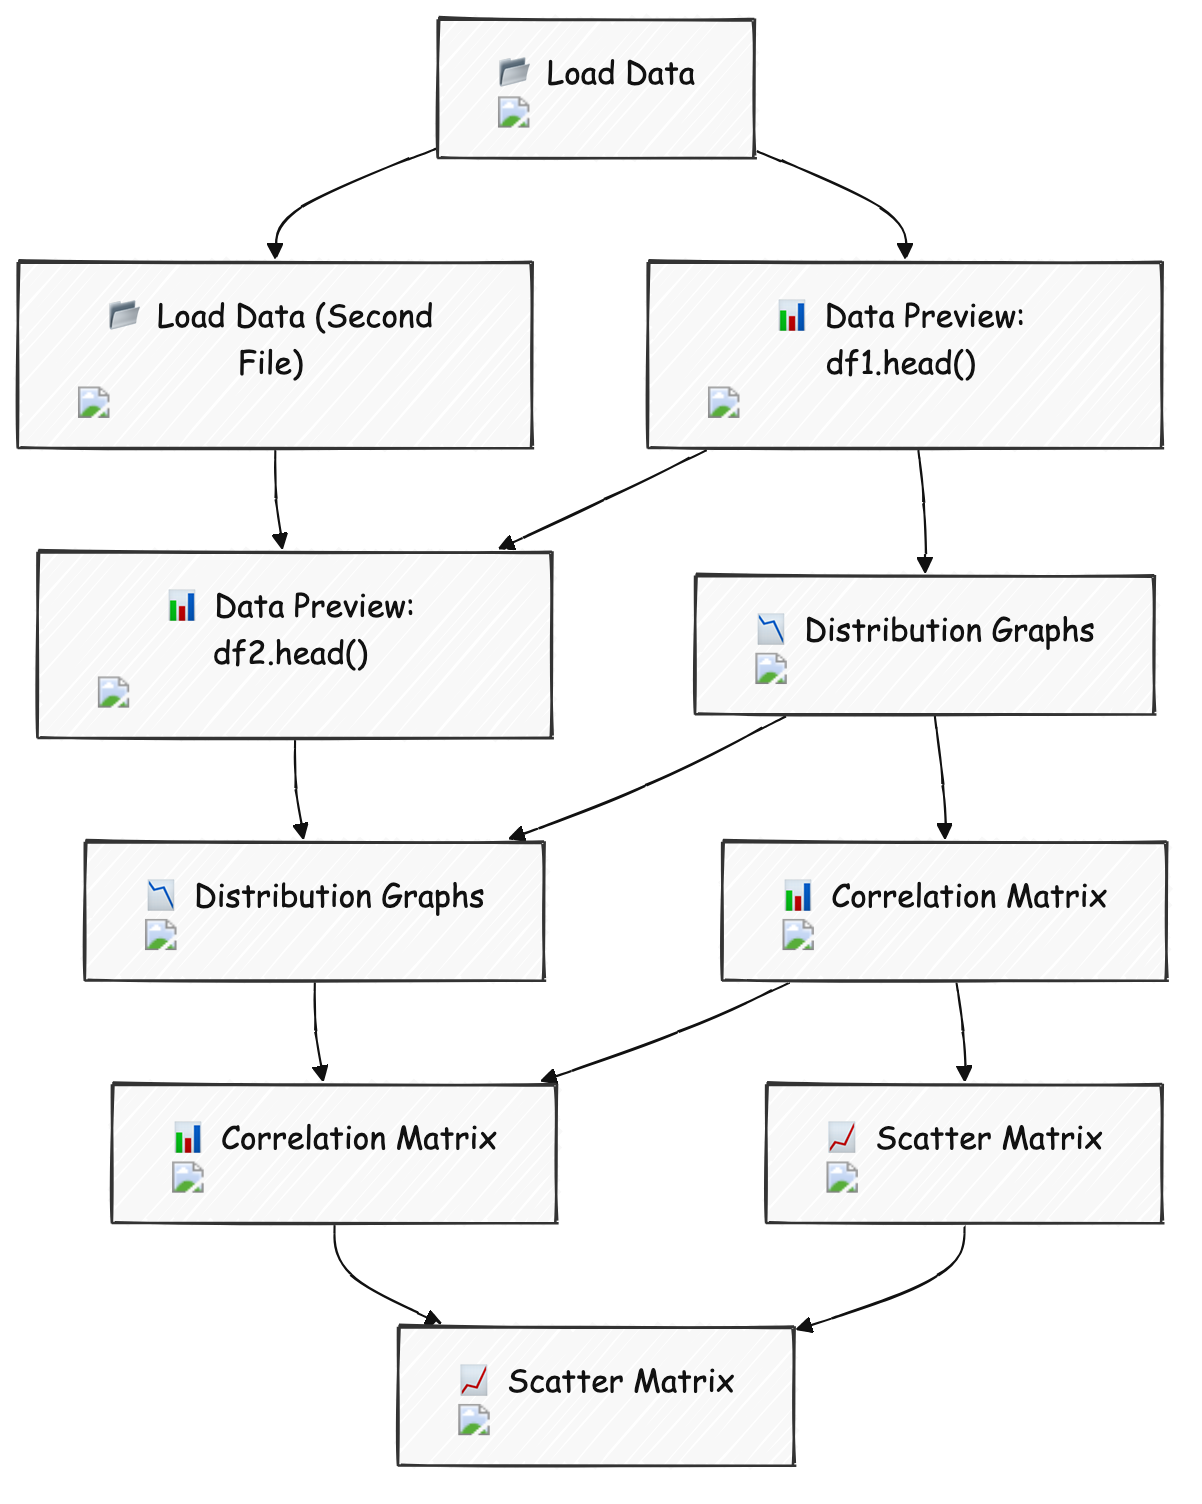 Load Data
Load Data (Second
File)
Data Preview:
df1.head()
Data Preview:
df2.head()
Distribution Graphs
Distribution Graphs
Correlation Matrix
Correlation Matrix
Scatter Matrix
Scatter Matrix